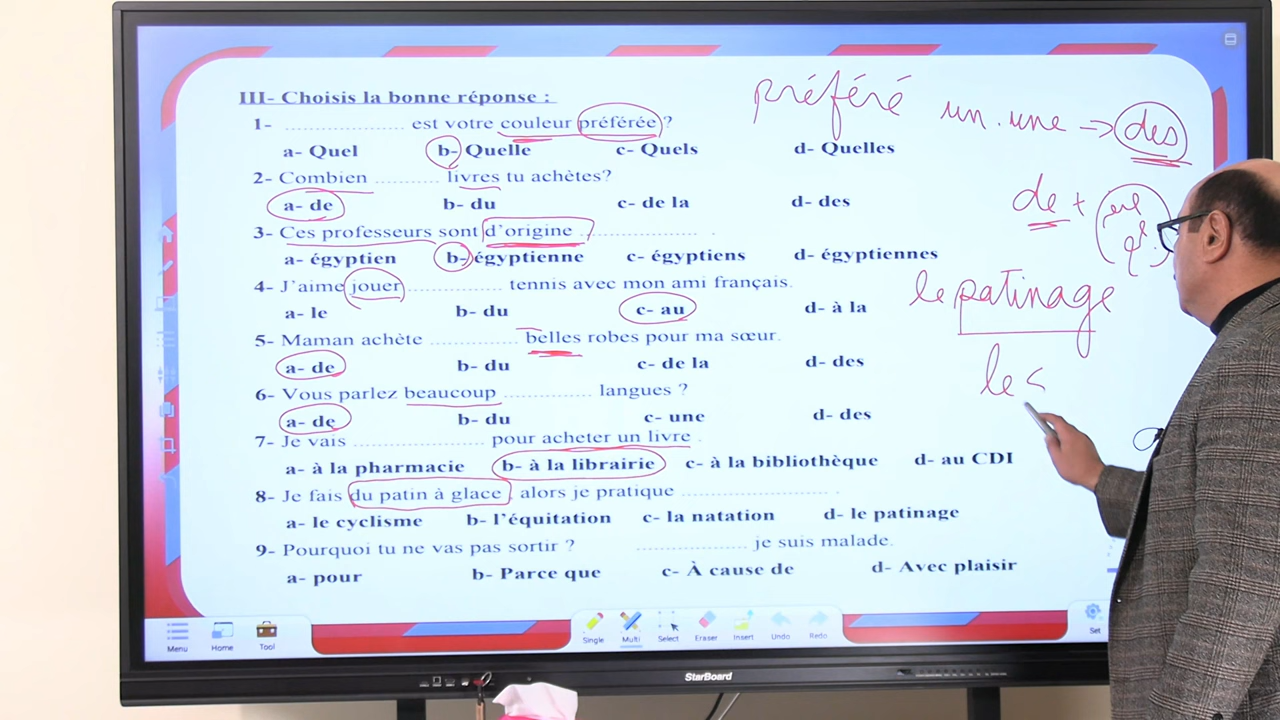 III- Choisis la bonne réponse :
1- .................... est votre couleur préférée ?
a- Quel b- Quelle c- Quels d- Quelles
2- Combien ........... livres tu achètes?
a- de b- du c- de la d- des
3- Ces professeurs sont d'origine .................... .
a- égyptien b- égyptienne c- égyptiens d- égyptiennes
4- J'aime jouer ................ tennis avec mon ami français.
a- le b- du c- au d- à la
5- Maman achète ............... belles robes pour ma sœur.
a- de b- du c- de la d- des
6- Vous parlez beaucoup ............... langues ?
a- de b- du c- une d- des
7- Je vais ...................... pour acheter un livre .
a- à la pharmacie b- à la librairie c- à la bibliothèque d- au CDI
8- Je fais du patin à glace , alors je pratique ........................ .
a- le cyclisme b- l'équitation c- la natation d- le patinage
9- Pourquoi tu ne vas pas sortir ? ................... je suis malade.
a- pour b- Parce que c- À cause de d- Avec plaisir
préféré
un . une → des
de +
le patinage
le
Menu Home Tool Single Multi Select Eraser Insert Undo Redo Set
StarBoard